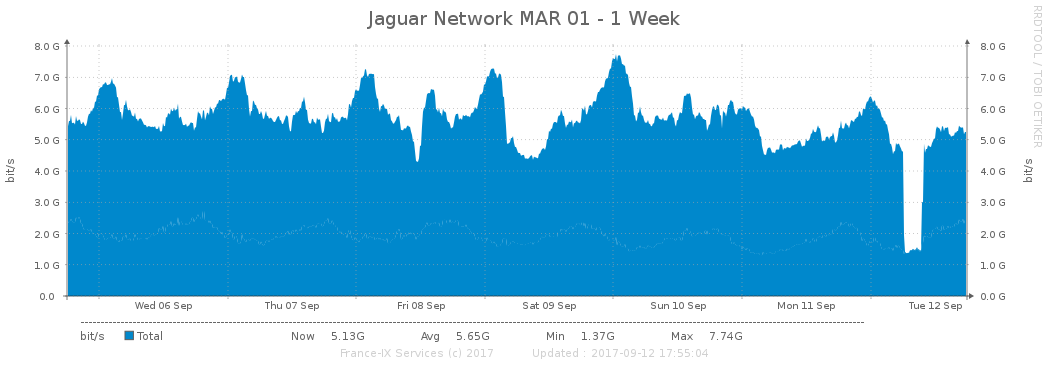 Jaguar Network MAR 01 - 1 Week
RRDTOOL / TOBI OETIKER
8.0 G 8.0 G
7.0 G 7.0 G
6.0 G 6.0 G
5.0 G 5.0 G
4.0 G 4.0 G
3.0 G 3.0 G
2.0 G 2.0 G
1.0 G 1.0 G
0.0 0.0 G
bit/s bit/s
Wed 06 Sep Thu 07 Sep Fri 08 Sep Sat 09 Sep Sun 10 Sep Mon 11 Sep Tue 12 Sep
bit/s Total Now 5.13G Avg 5.65G Min 1.37G Max 7.74G
France-IX Services (c) 2017 Updated : 2017-09-12 17:55:04